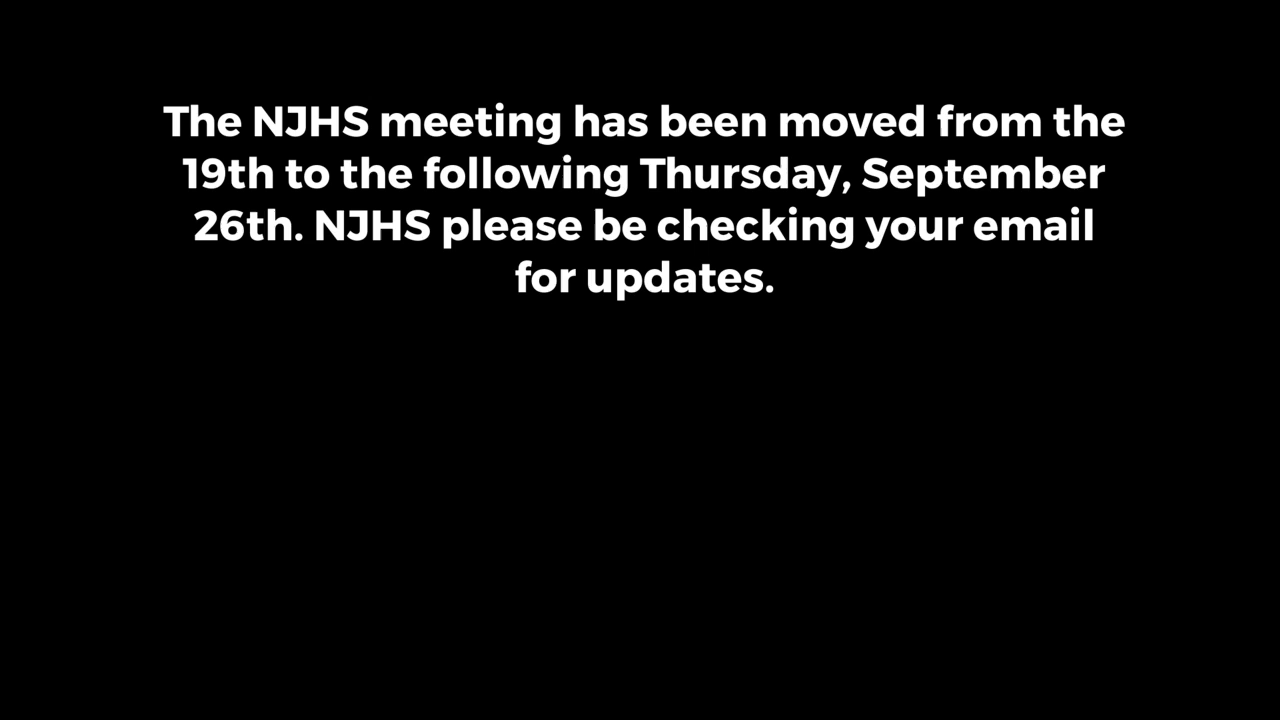 The NJHS meeting has been moved from the
19th to the following Thursday, September
26th. NJHS please be checking your email
for updates.